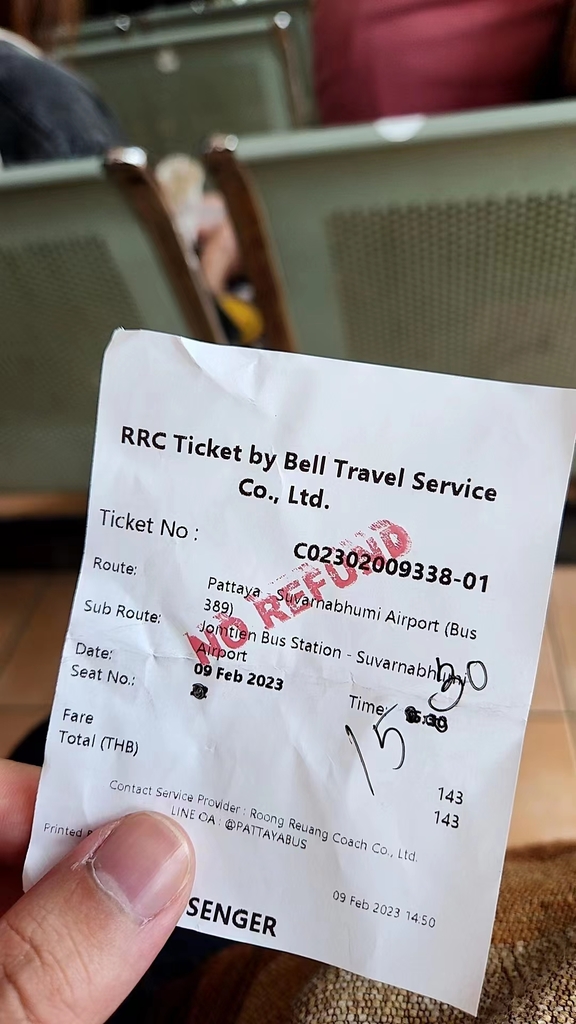 RRC Ticket by Bell Travel Service
Co., Ltd.
Ticket No :
C02302009338-01
NO REFUND
Route:
Pattaya - Suvarnabhumi Airport (Bus
389)
Sub Route:
Jomtien Bus Station - Suvarnabhumi
Airport
Date:
09 Feb 2023
Seat No.:
Time:
15
Fare
143
Total (THB)
143
Contact Service Provider : Roong Reuang Coach Co., Ltd.
LINE OA : @PATTAYABUS
Printed
09 Feb 2023 14:50
SENGER